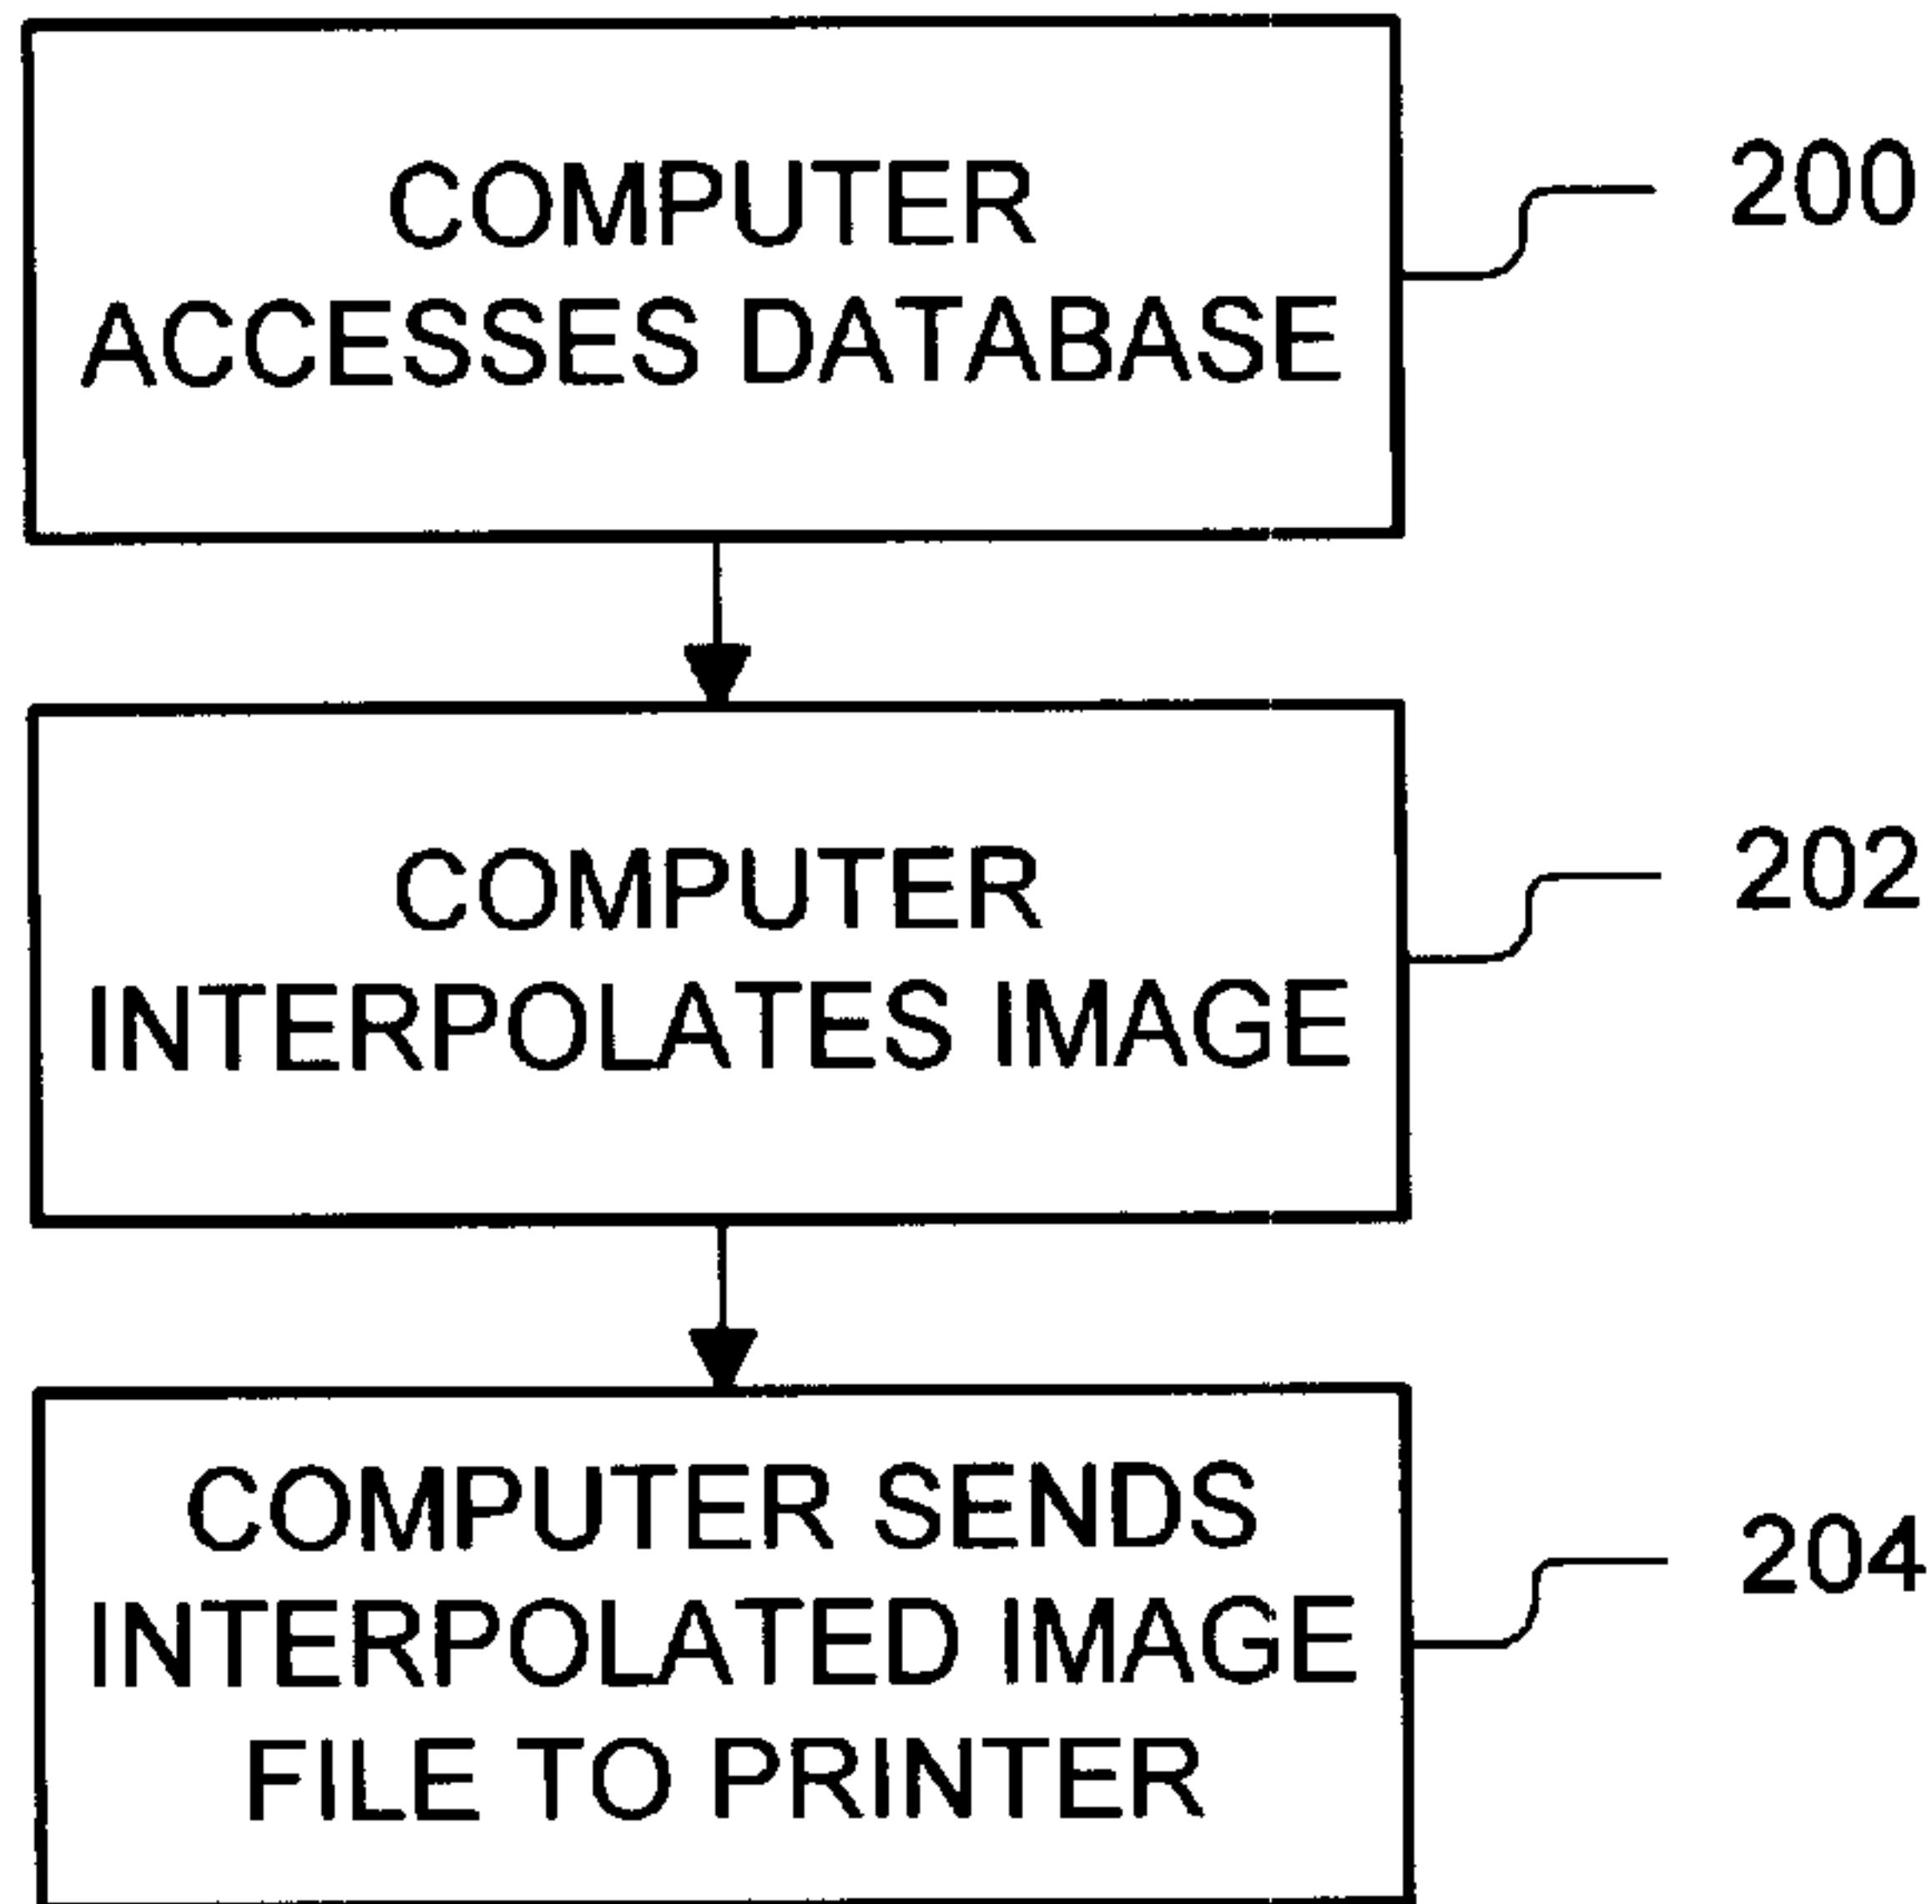 COMPUTER
ACCESSES DATABASE
200
COMPUTER
INTERPOLATES IMAGE
202
COMPUTER SENDS
INTERPOLATED IMAGE
FILE TO PRINTER
204